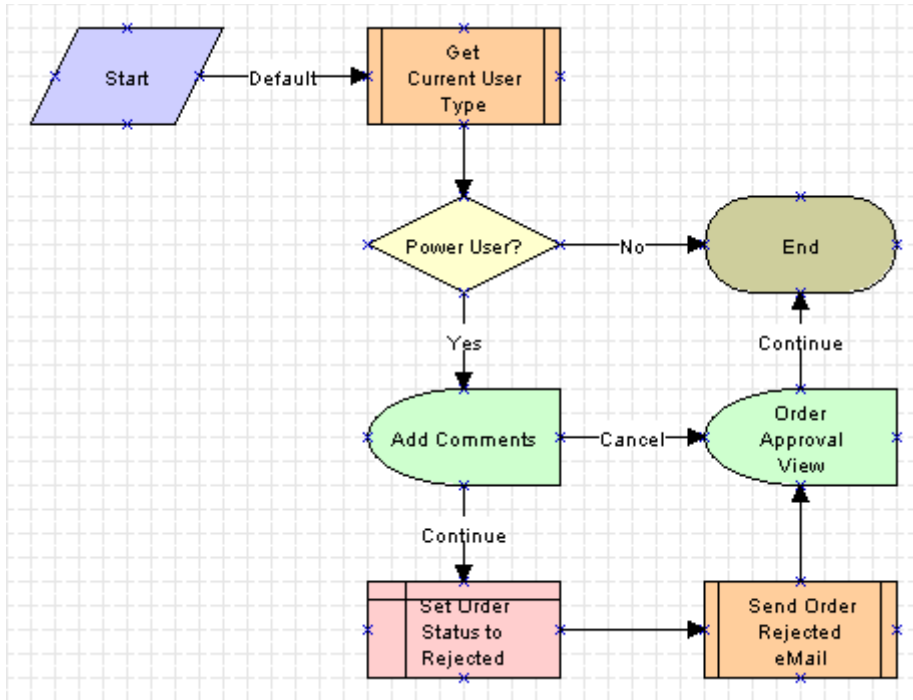 Start
Default
Get
Current User
Type
Power User?
No
End
Yes
Continue
Add Comments
Cancel
Order
Approval
View
Continue
Set Order
Status to
Rejected
Send Order
Rejected
eMail